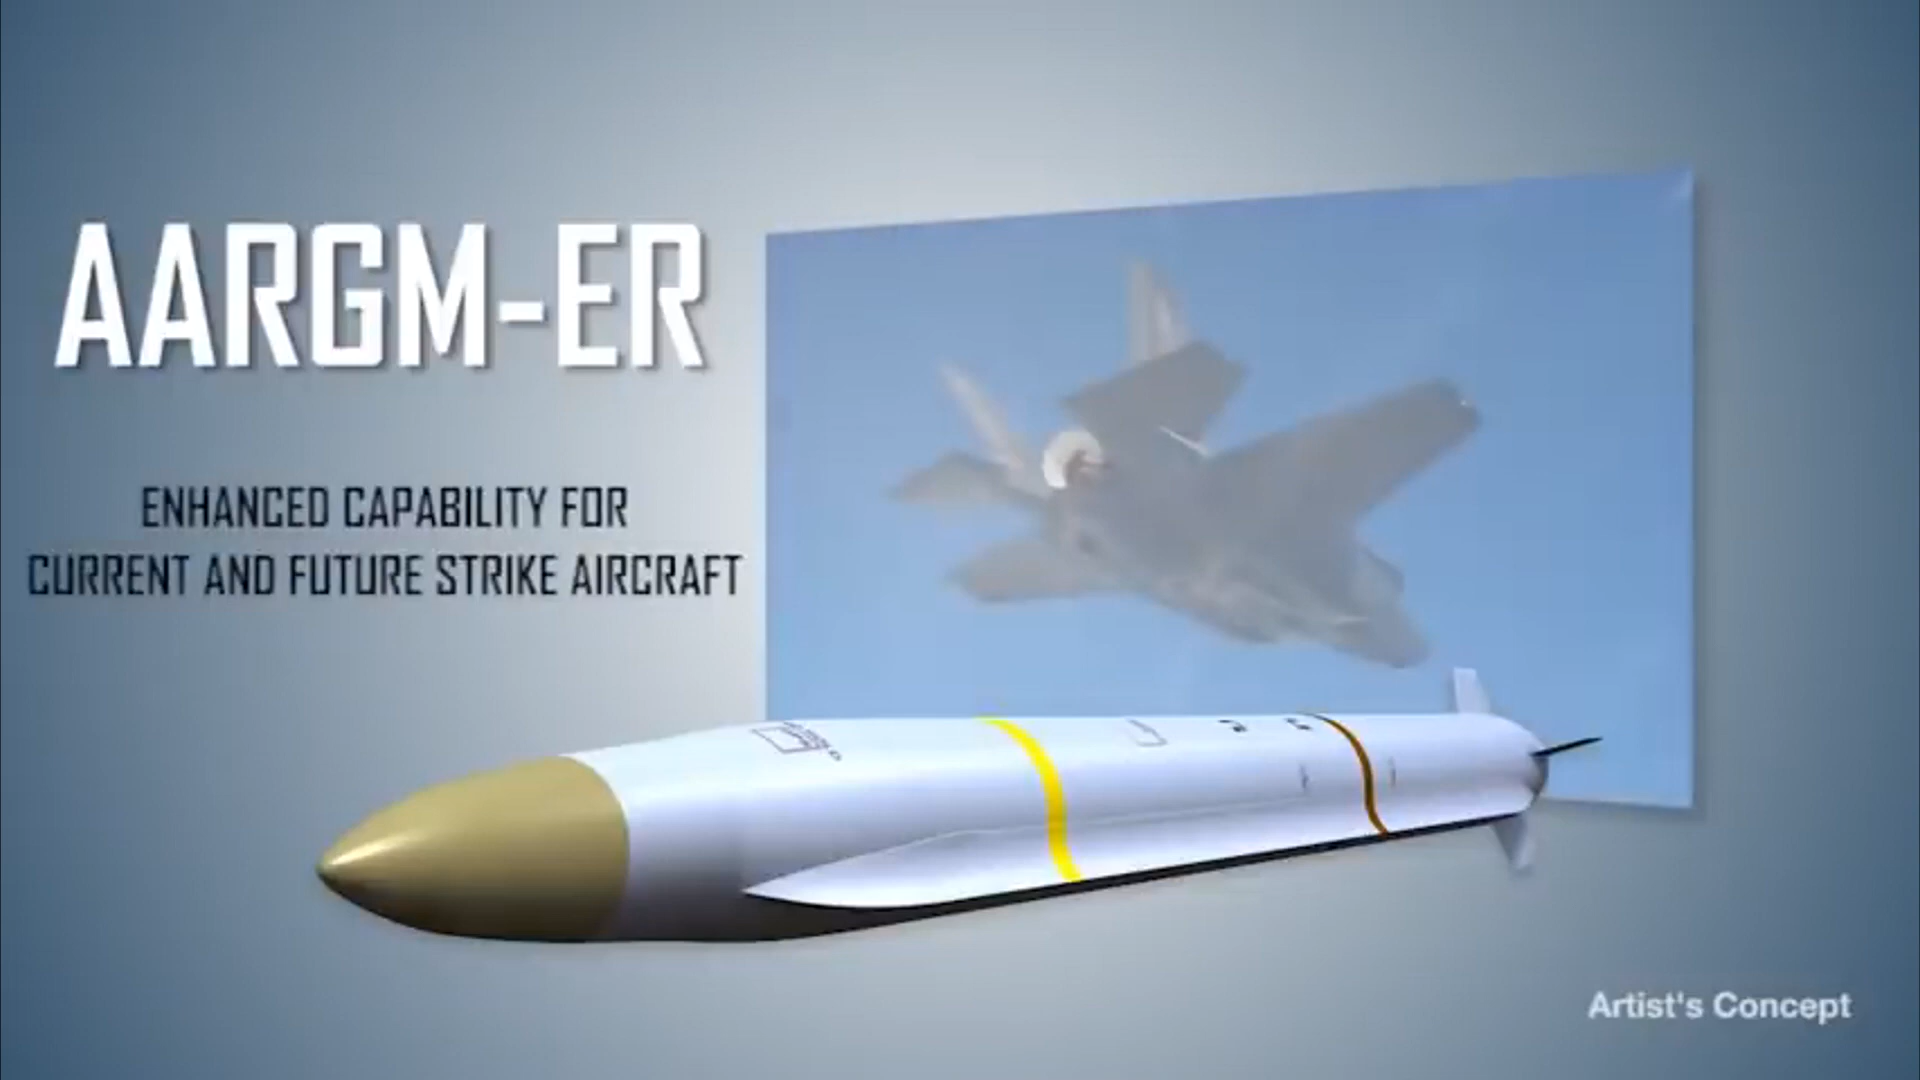 AARGM-ER
ENHANCED CAPABILITY FOR
CURRENT AND FUTURE STRIKE AIRCRAFT
Artist's Concept